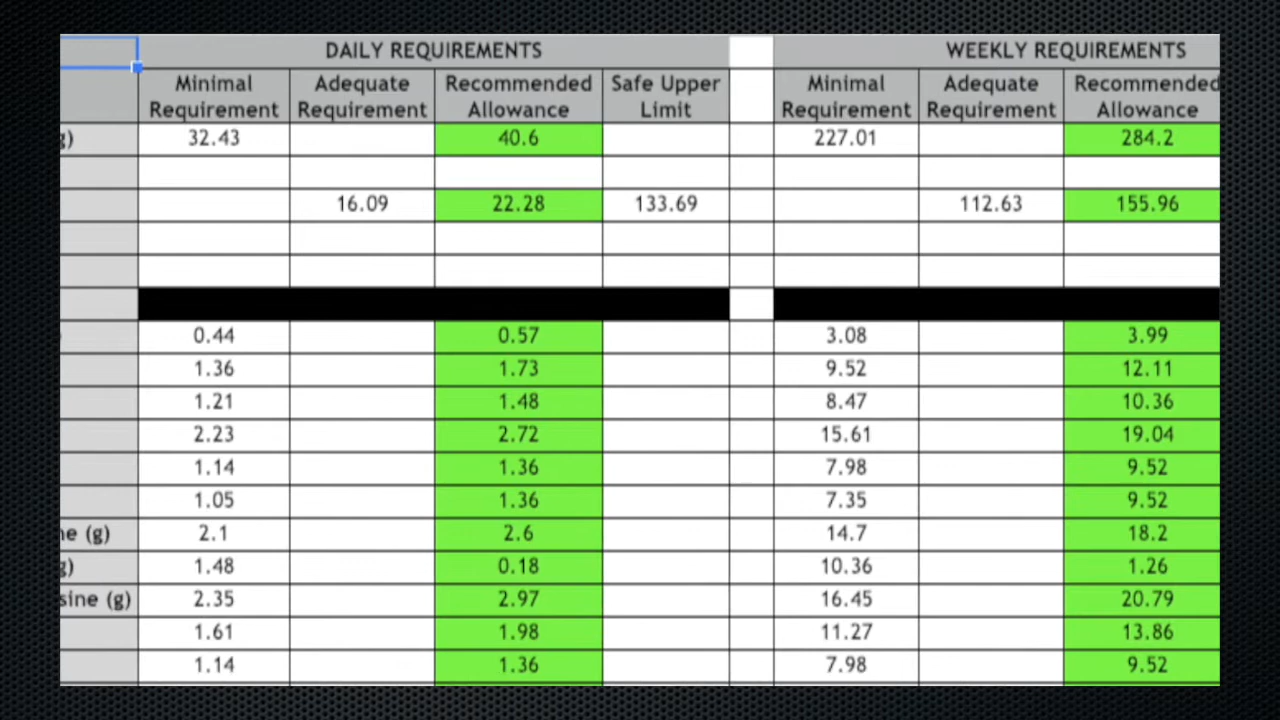 DAILY REQUIREMENTS WEEKLY REQUIREMENTS
Minimal Requirement Adequate Requirement Recommended Allowance Safe Upper Limit Minimal Requirement Adequate Requirement Recommended Allowance
g) 32.43 40.6 227.01 284.2
16.09 22.28 133.69 112.63 155.96
0.44 0.57 3.08 3.99
1.36 1.73 9.52 12.11
1.21 1.48 8.47 10.36
2.23 2.72 15.61 19.04
1.14 1.36 7.98 9.52
1.05 1.36 7.35 9.52
ne (g) 2.1 2.6 14.7 18.2
g) 1.48 0.18 10.36 1.26
sine (g) 2.35 2.97 16.45 20.79
1.61 1.98 11.27 13.86
1.14 1.36 7.98 9.52